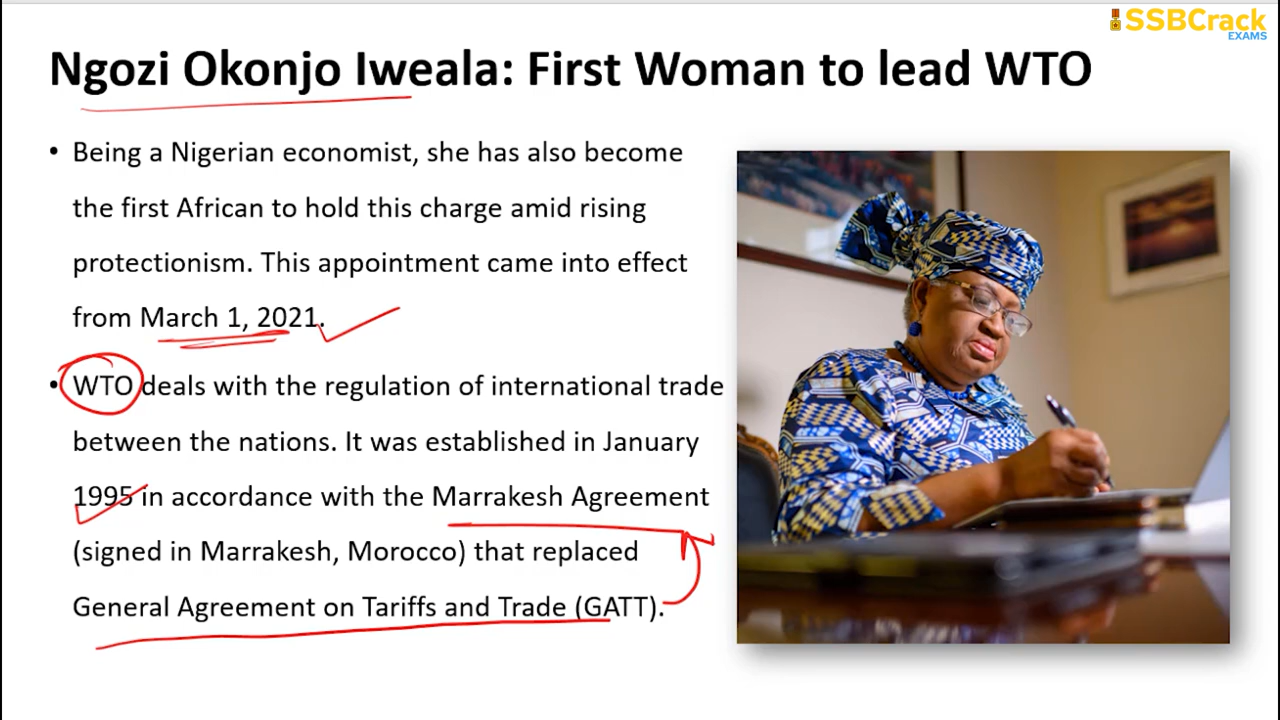 SSBCrack
EXAMS
Ngozi Okonjo Iweala: First Woman to lead WTO
• Being a Nigerian economist, she has also become
the first African to hold this charge amid rising
protectionism. This appointment came into effect
from March 1, 2021.
• WTO deals with the regulation of international trade
between the nations. It was established in January
1995 in accordance with the Marrakesh Agreement
(signed in Marrakesh, Morocco) that replaced
General Agreement on Tariffs and Trade (GATT).